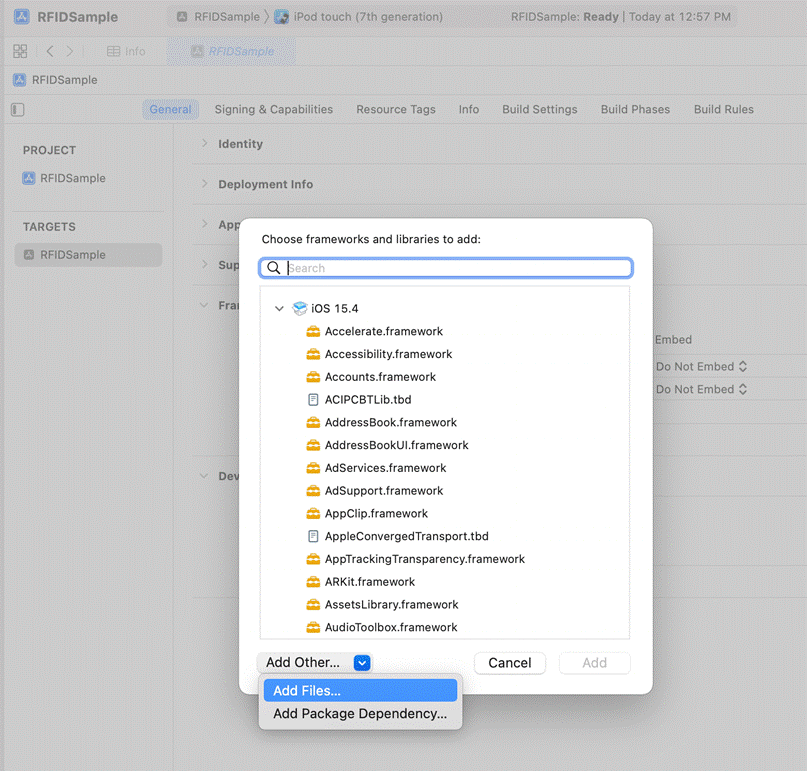 RFIDSample
RFIDSample 〉 iPod touch (7th generation)
RFIDSample: Ready | Today at 12:57 PM
Info
RFIDSample
RFIDSample
General
Signing & Capabilities
Resource Tags
Info
Build Settings
Build Phases
Build Rules
PROJECT
RFIDSample
TARGETS
RFIDSample
Identity
Deployment Info
App
Sup
Fra
Dev
Embed
Do Not Embed
Do Not Embed
Choose frameworks and libraries to add:
Search
iOS 15.4
Accelerate.framework
Accessibility.framework
Accounts.framework
ACIPCBTLib.tbd
AddressBook.framework
AddressBookUI.framework
AdServices.framework
AdSupport.framework
AppClip.framework
AppleConvergedTransport.tbd
AppTrackingTransparency.framework
ARKit.framework
AssetsLibrary.framework
AudioToolbox.framework
Add Other...
Cancel
Add
Add Files...
Add Package Dependency...